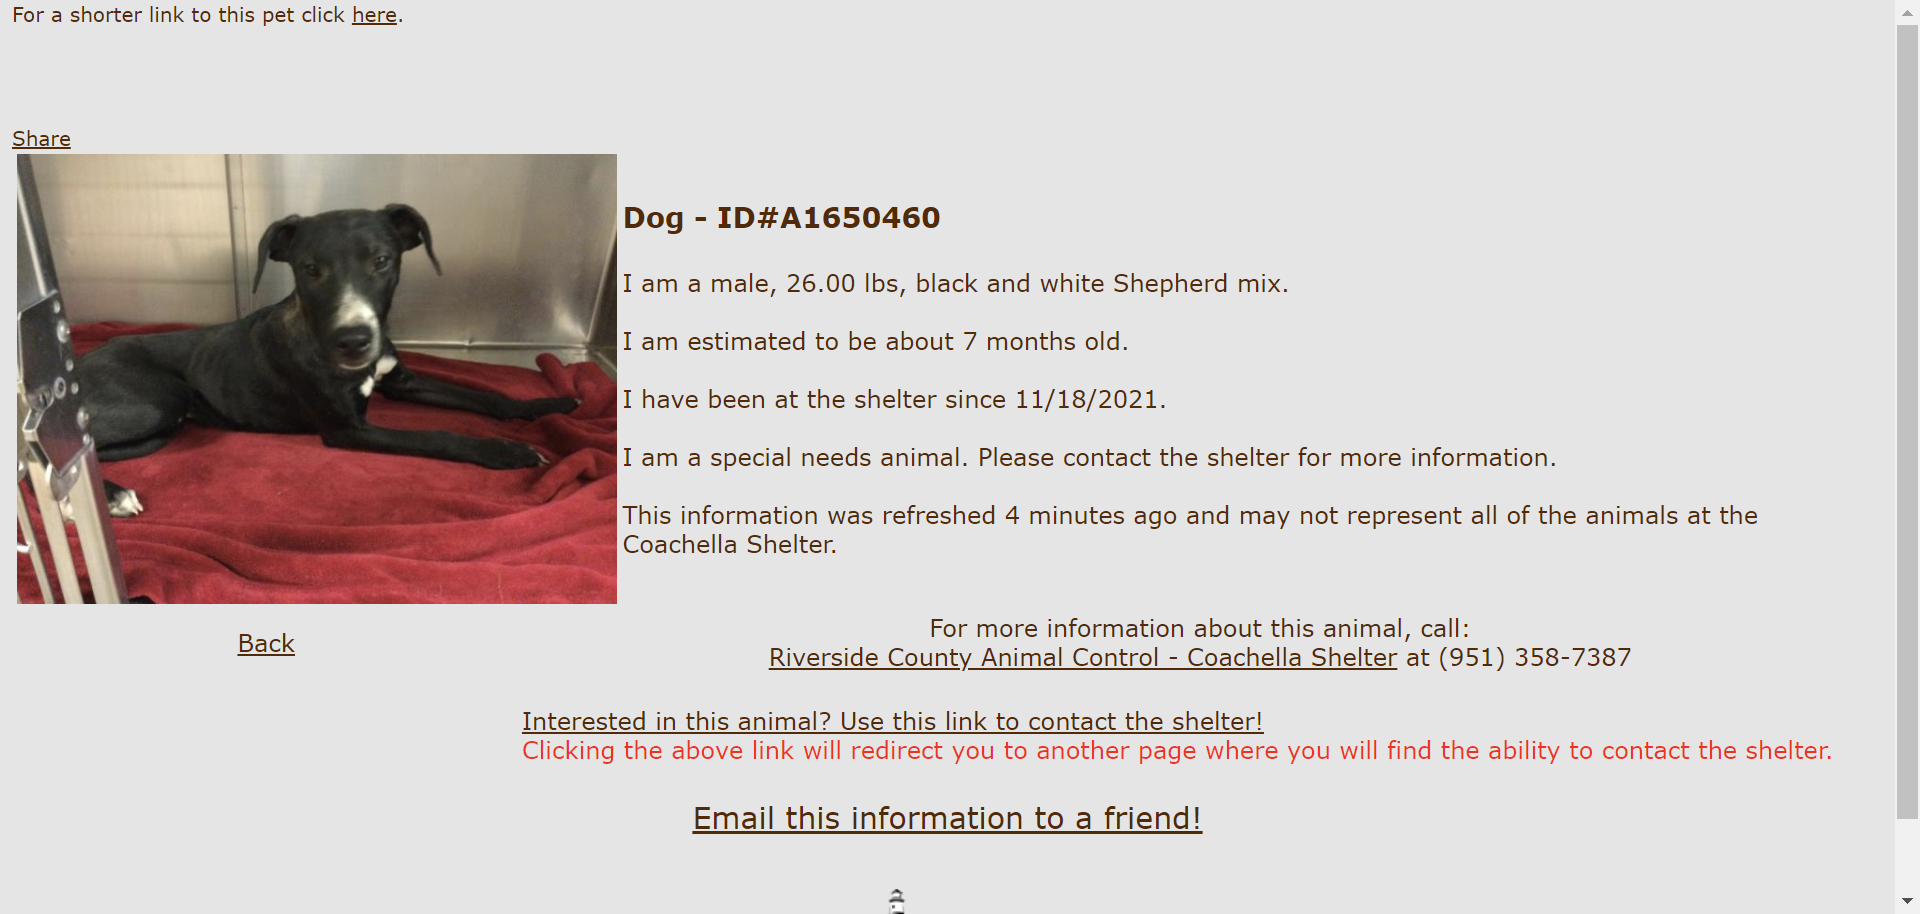 For a shorter link to this pet click here.
Share
Dog - ID#A1650460
I am a male, 26.00 lbs, black and white Shepherd mix.
I am estimated to be about 7 months old.
I have been at the shelter since 11/18/2021.
I am a special needs animal. Please contact the shelter for more information.
This information was refreshed 4 minutes ago and may not represent all of the animals at the
Coachella Shelter.
Back
For more information about this animal, call:
Riverside County Animal Control - Coachella Shelter at (951) 358-7387
Interested in this animal? Use this link to contact the shelter!
Clicking the above link will redirect you to another page where you will find the ability to contact the shelter.
Email this information to a friend!